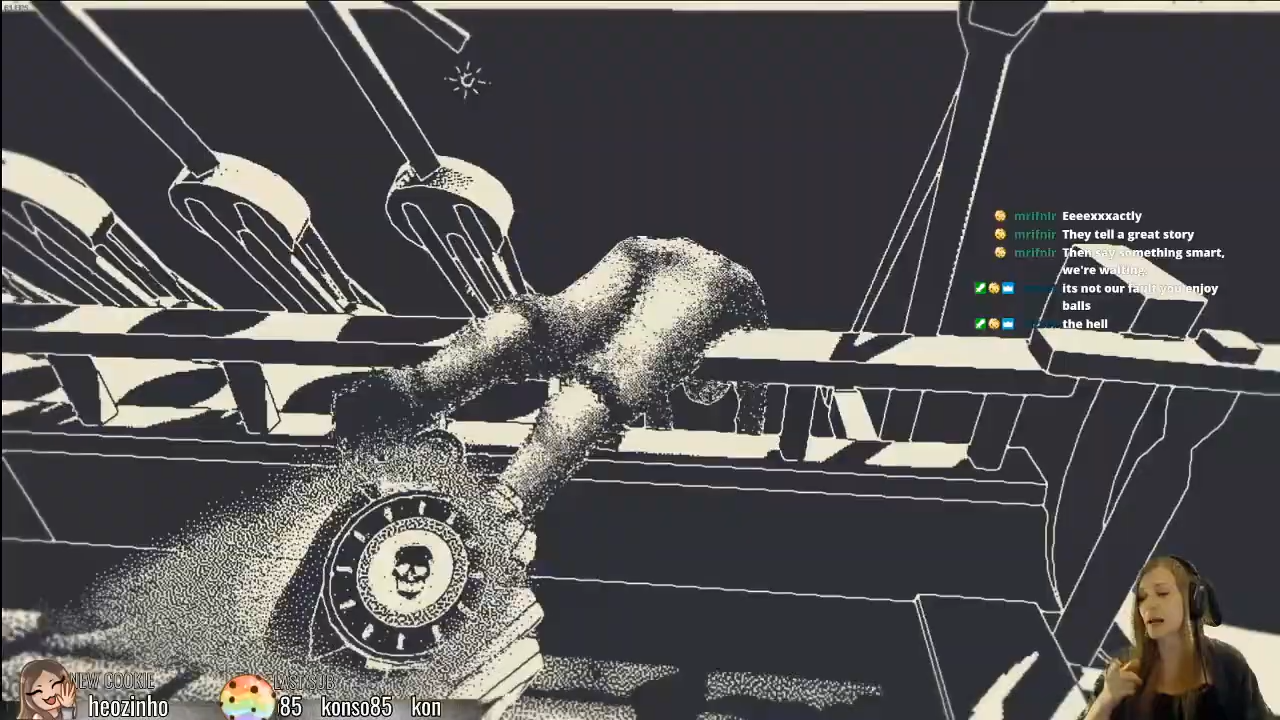 mrifnir Eeeexxxactly
mrifnir They tell a great story
mrifnir Then say something smart,
we're waiting.
its not our fault you enjoy
balls
the hell
NEW COOKIE
heozinho
LAST SUB
85 konso85 kon